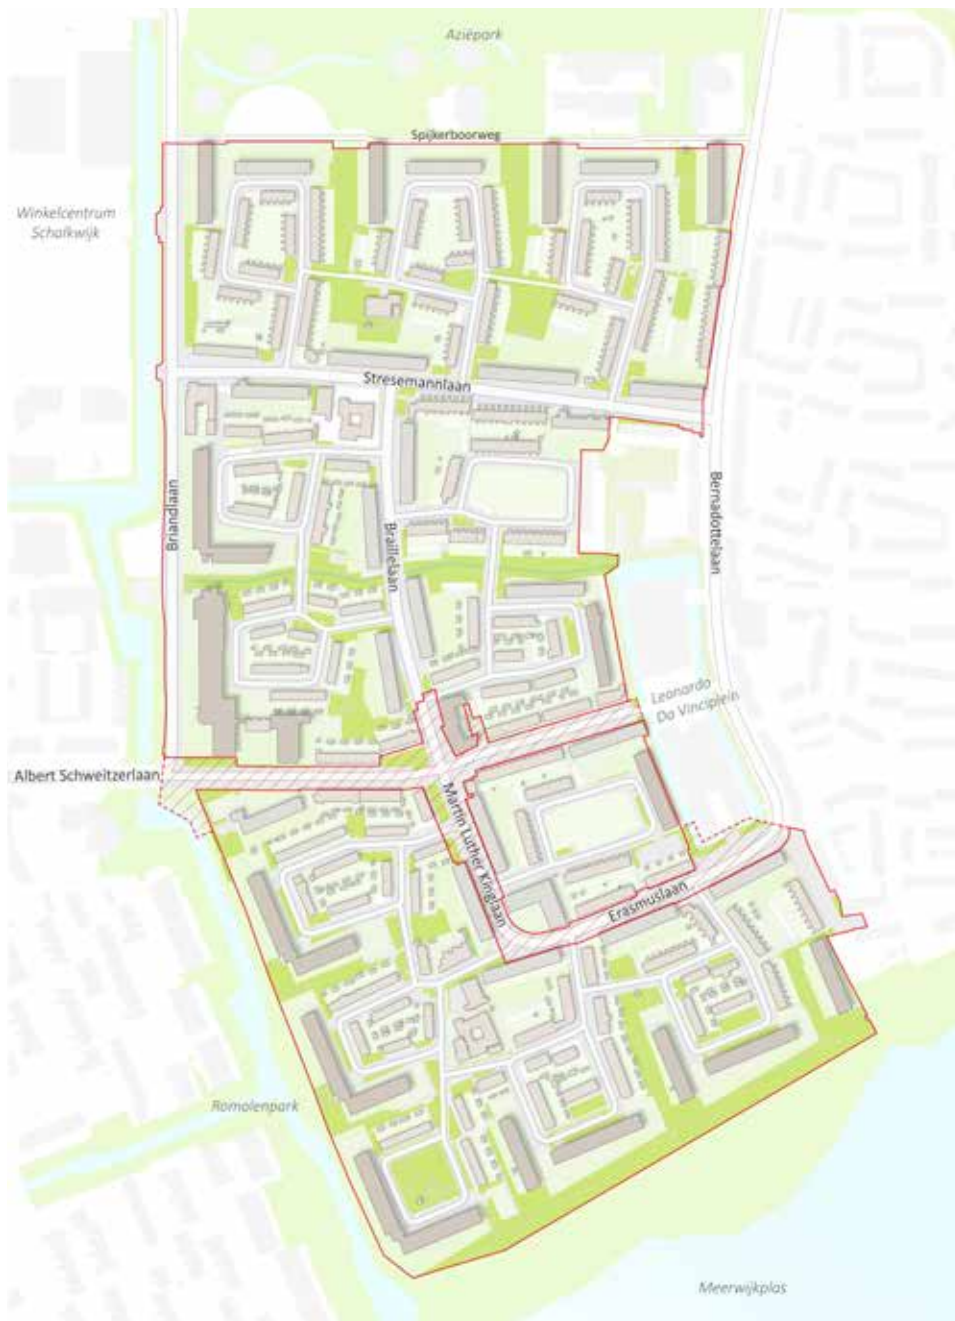 Aziëpark
Spijkerboorweg
Winkelcentrum
Schalkwijk
Stresemannlaan
Briandlaan
Braillelaan
Bernadottelaan
Leonardo
Da Vinciplein
Albert Schweitzerlaan
Martin Luther Kinglaan
Erasmuslaan
Romolenpark
Meerwijkplas